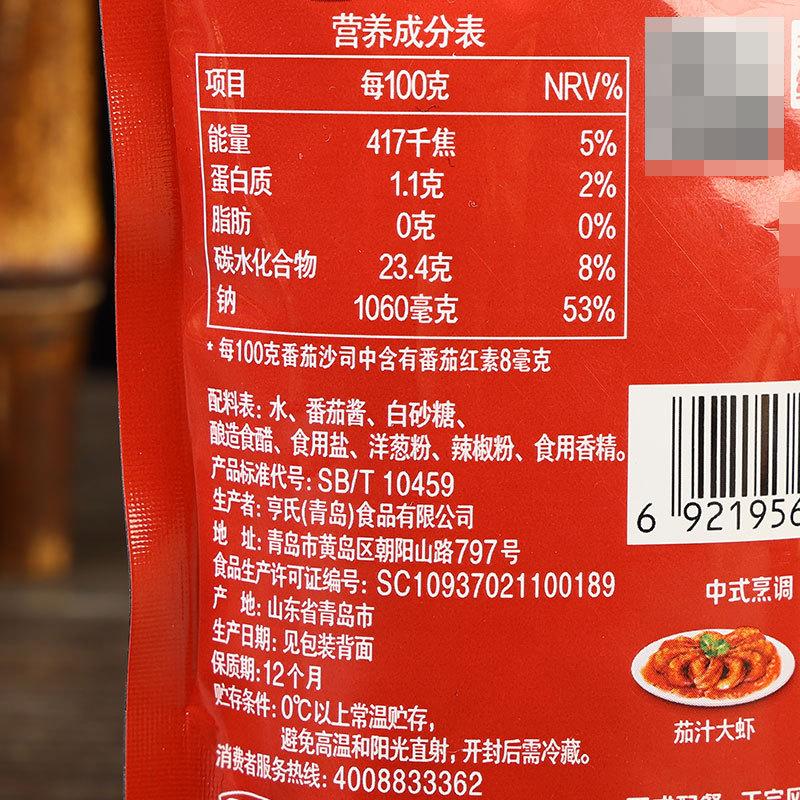 营养成分表
项目 每100克 NRV%
能量 417千焦 5%
蛋白质 1.1克 2%
脂肪 0克 0%
碳水化合物 23.4克 8%
钠 1060毫克 53%
* 每100克番茄沙司中含有番茄红素8毫克
配料表: 水、番茄酱、白砂糖、
酿造食醋、食用盐、洋葱粉、辣椒粉、食用香精。
产品标准代号: SB/T 10459
生产者: 亨氏(青岛)食品有限公司
地 址: 青岛市黄岛区朝阳山路797号
食品生产许可证编号: SC10937021100189
产 地: 山东省青岛市
生产日期: 见包装背面
保质期: 12个月
贮存条件: 0℃以上常温贮存,
避免高温和阳光直射, 开封后需冷藏。
消费者服务热线: 4008833362
6 921956
中式烹调
茄汁大虾